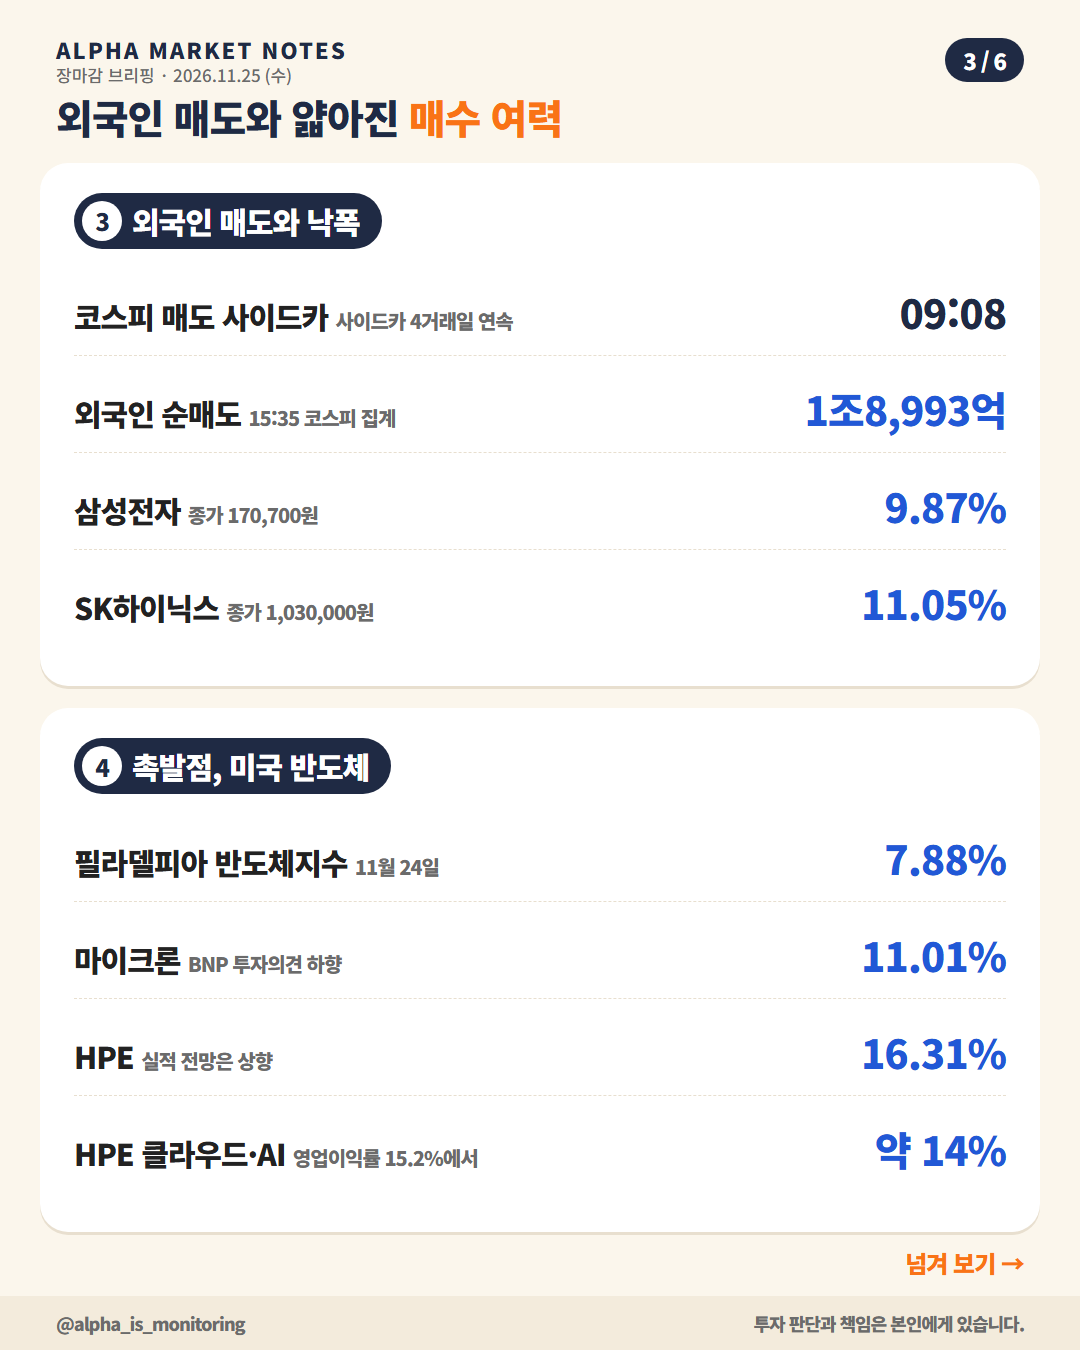 ALPHA MARKET NOTES
장마감 브리핑 · 2026.11.25 (수)
3 / 6
외국인 매도와 얇아진 매수 여력
3 외국인 매도와 낙폭
코스피 매도 사이드카 사이드카 4거래일 연속 09:08
외국인 순매도 15:35 코스피 집계 1조8,993억
삼성전자 종가 170,700원 9.87%
SK하이닉스 종가 1,030,000원 11.05%
4 촉발점, 미국 반도체
필라델피아 반도체지수 11월 24일 7.88%
마이크론 BNP 투자의견 하향 11.01%
HPE 실적 전망은 상향 16.31%
HPE 클라우드·AI 영업이익률 15.2%에서 약 14%
넘겨 보기 →
@alpha_is_monitoring
투자 판단과 책임은 본인에게 있습니다.